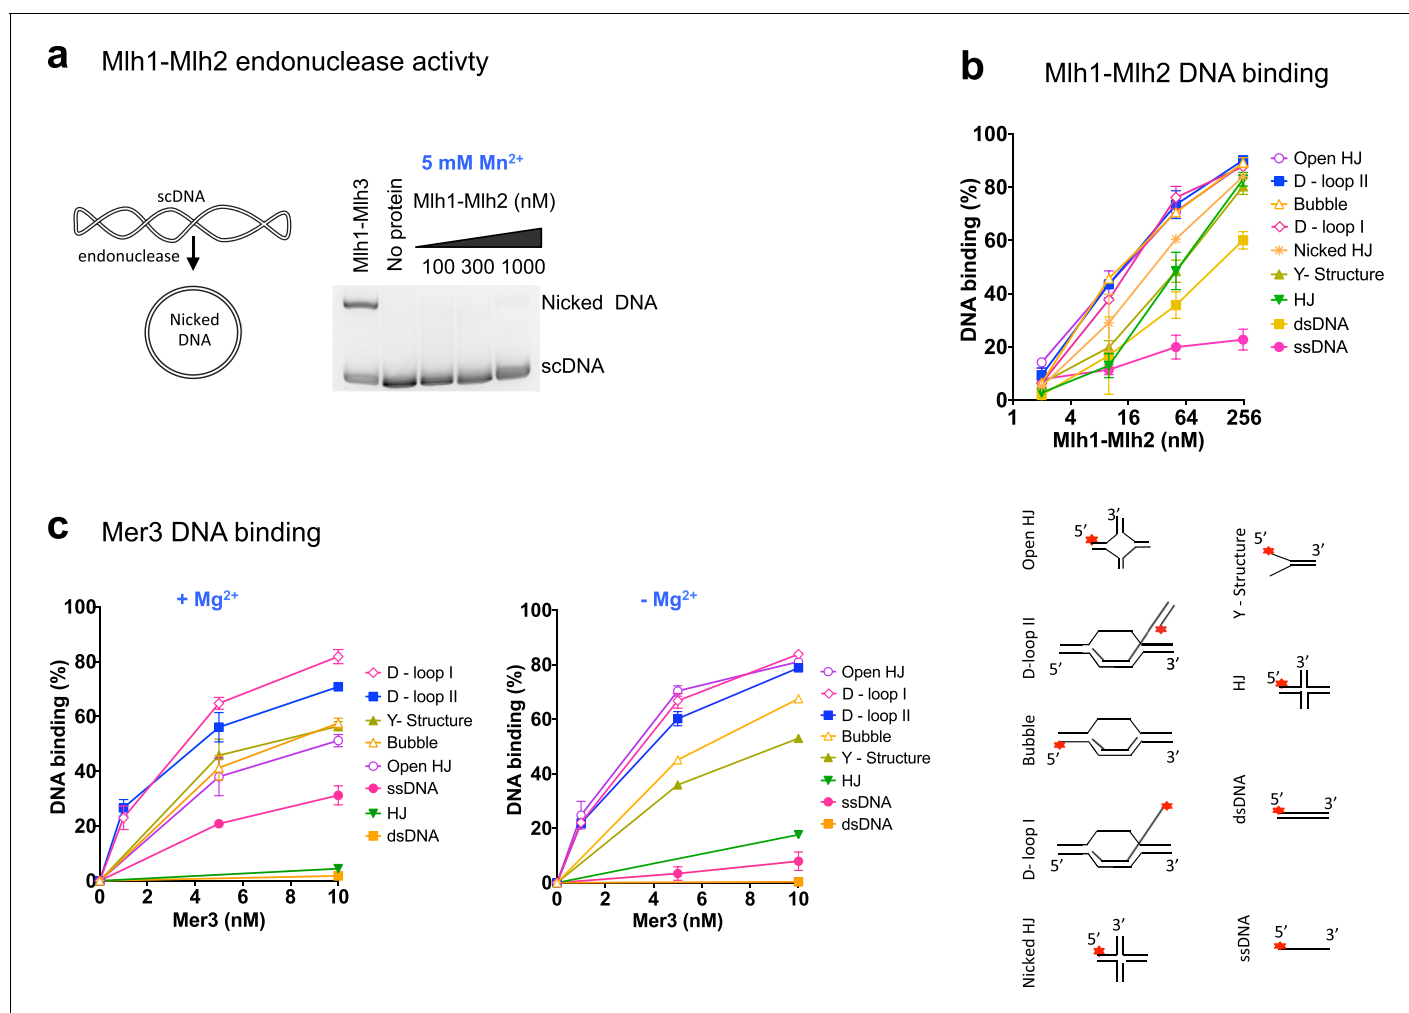 a Mlh1-Mlh2 endonuclease activty
scDNA
endonuclease
Nicked
DNA
5 mM Mn2+
Mlh1-Mlh2 (nM)
Mlh1-Mlh3
No protein
100 300 1000
Nicked DNA
scDNA
b Mlh1-Mlh2 DNA binding
DNA binding (%)
100
80
60
40
20
0
1 4 16 64 256
Mlh1-Mlh2 (nM)
Open HJ
D - loop II
Bubble
D - loop I
Nicked HJ
Y- Structure
HJ
dsDNA
ssDNA
c Mer3 DNA binding
+ Mg2+
DNA binding (%)
100
80
60
40
20
0
0 2 4 6 8 10
Mer3 (nM)
D - loop I
D - loop II
Y- Structure
Bubble
Open HJ
ssDNA
HJ
dsDNA
- Mg2+
DNA binding (%)
100
80
60
40
20
0
0 2 4 6 8 10
Mer3 (nM)
Open HJ
D - loop I
D - loop II
Bubble
Y - Structure
HJ
ssDNA
dsDNA
Open HJ
5’ 3’
D-loop II
5’ 3’
Bubble
5’ 3’
D- loop I
5’ 3’
Nicked HJ
5’ 3’
Y - Structure
5’ 3’
HJ
5’ 3’
dsDNA
5’ 3’
ssDNA
5’ 3’